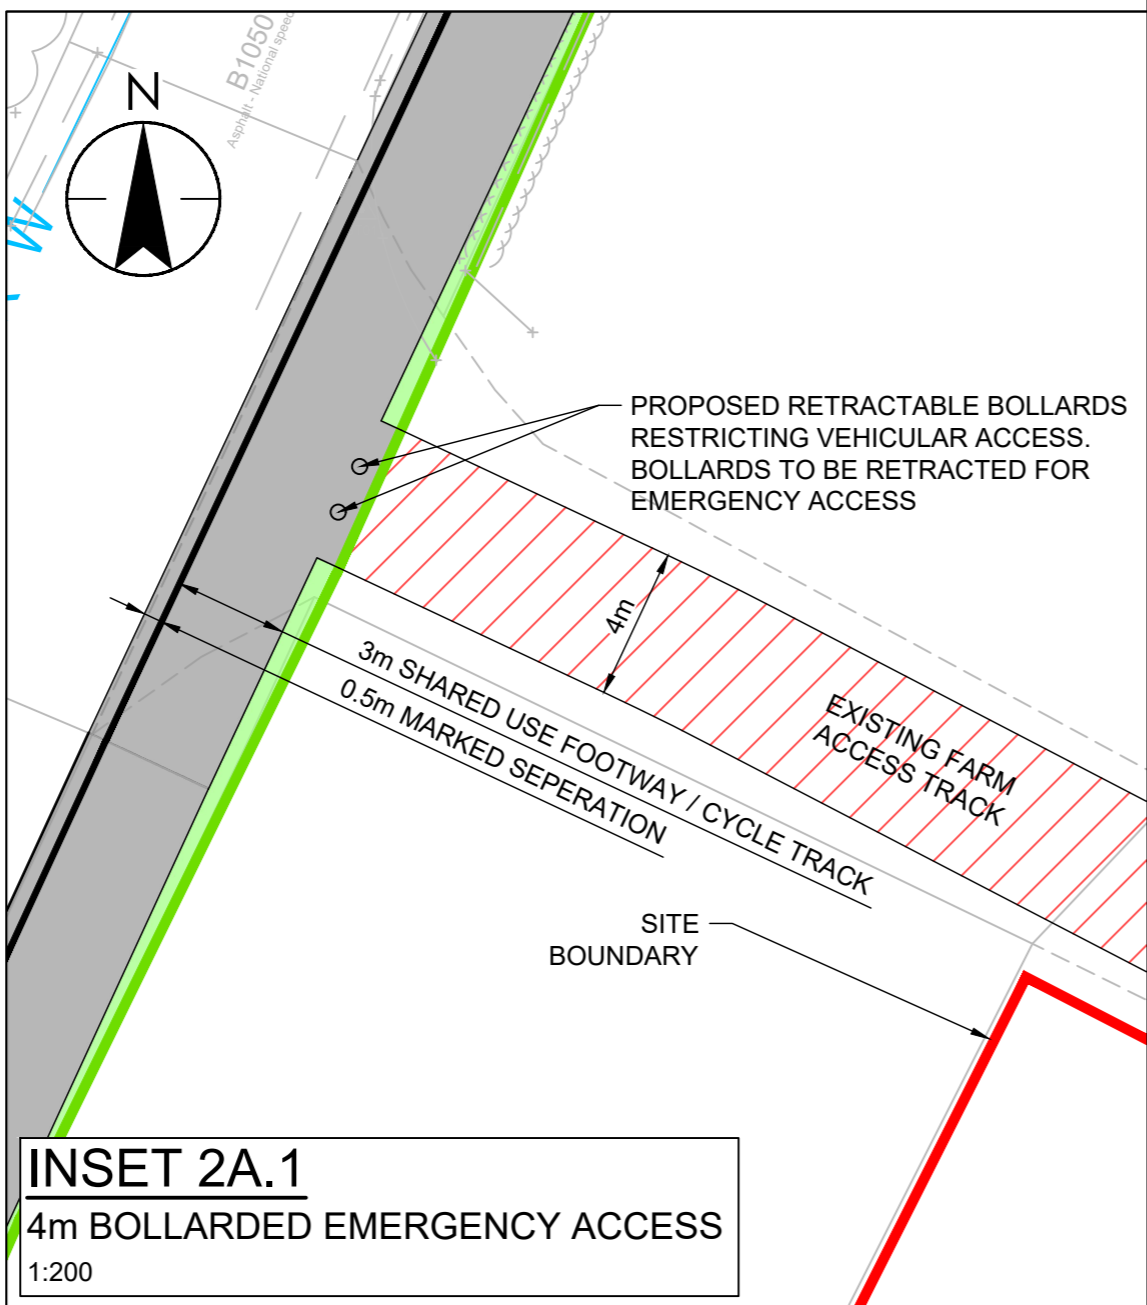 B1050
Asphalt - National speed
N
W
PROPOSED RETRACTABLE BOLLARDS
RESTRICTING VEHICULAR ACCESS.
BOLLARDS TO BE RETRACTED FOR
EMERGENCY ACCESS
4m
3m SHARED USE FOOTWAY / CYCLE TRACK
0.5m MARKED SEPERATION
EXISTING FARM
ACCESS TRACK
SITE
BOUNDARY
INSET 2A.1
4m BOLLARDED EMERGENCY ACCESS
1:200